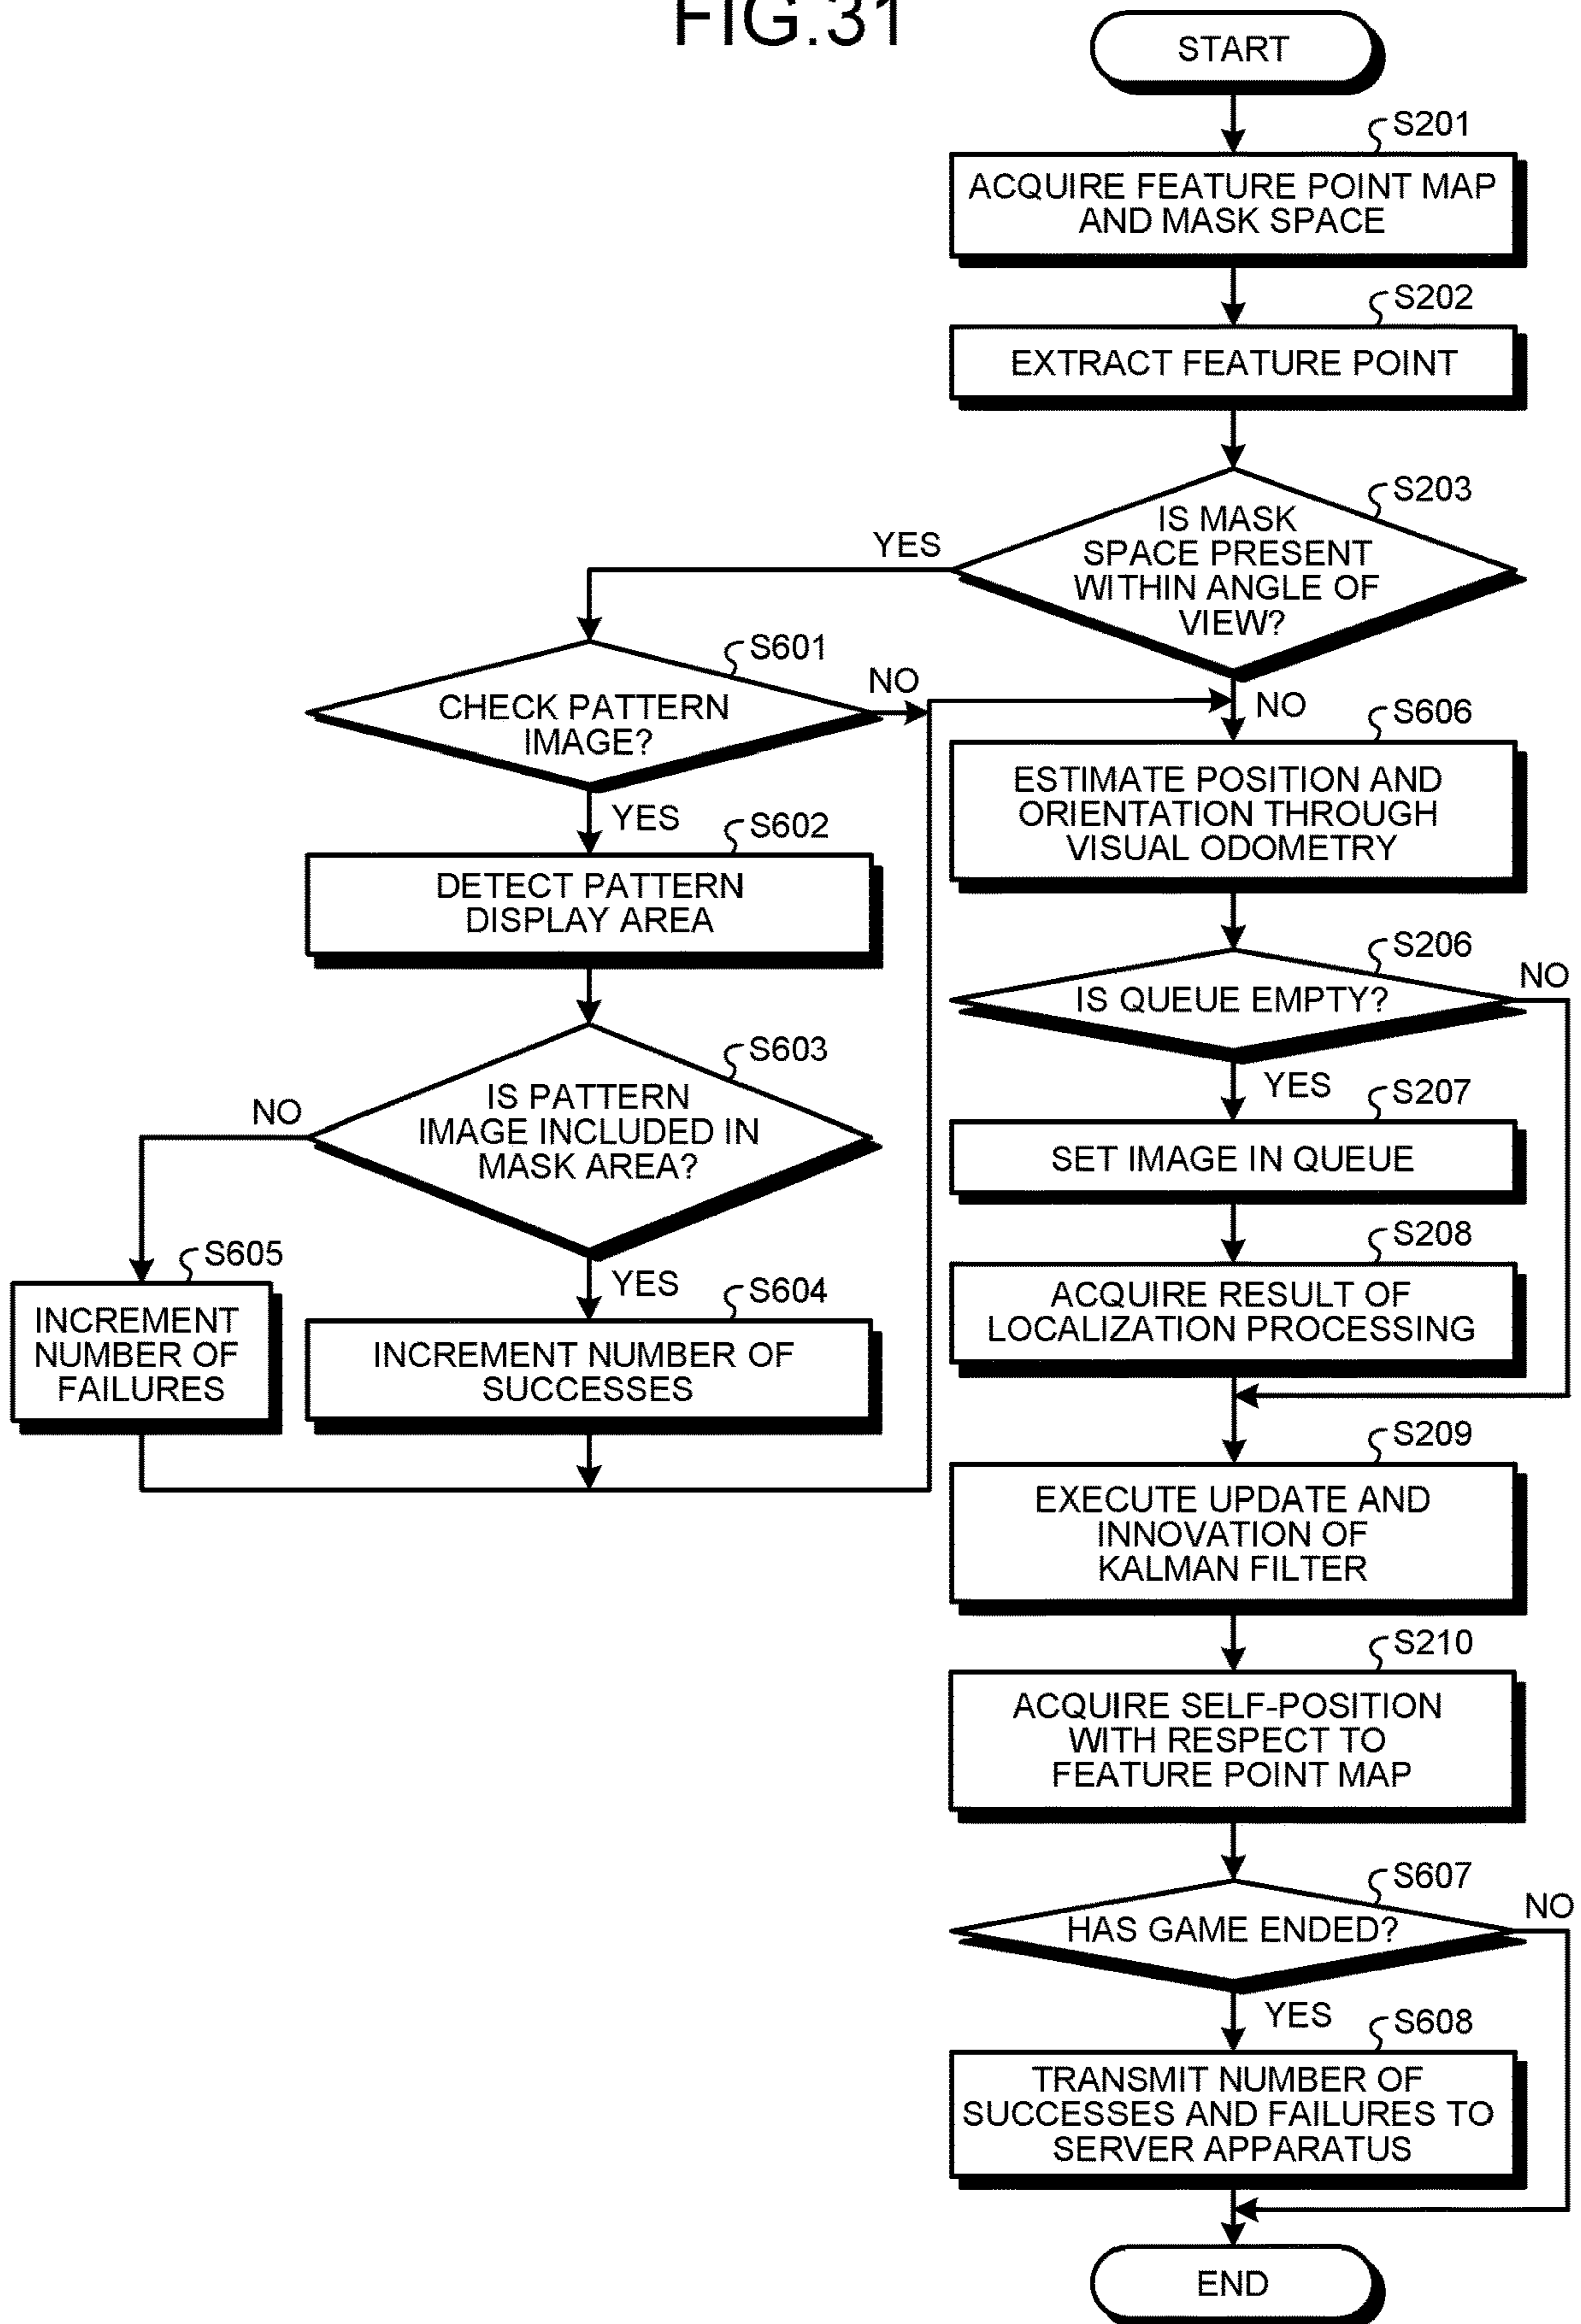 FIG.31
START
S201
ACQUIRE FEATURE POINT MAP
AND MASK SPACE
S202
EXTRACT FEATURE POINT
S203
IS MASK
SPACE PRESENT
WITHIN ANGLE OF
VIEW?
YES
NO
S601
CHECK PATTERN
IMAGE?
NO
YES
S602
DETECT PATTERN
DISPLAY AREA
S603
IS PATTERN
IMAGE INCLUDED IN
MASK AREA?
NO
YES
S605
INCREMENT
NUMBER OF
FAILURES
S604
INCREMENT NUMBER OF
SUCCESSES
S606
ESTIMATE POSITION AND
ORIENTATION THROUGH
VISUAL ODOMETRY
S206
IS QUEUE EMPTY?
NO
YES
S207
SET IMAGE IN QUEUE
S208
ACQUIRE RESULT OF
LOCALIZATION PROCESSING
S209
EXECUTE UPDATE AND
INNOVATION OF
KALMAN FILTER
S210
ACQUIRE SELF-POSITION
WITH RESPECT TO
FEATURE POINT MAP
S607
HAS GAME ENDED?
NO
YES
S608
TRANSMIT NUMBER OF
SUCCESSES AND FAILURES TO
SERVER APPARATUS
END